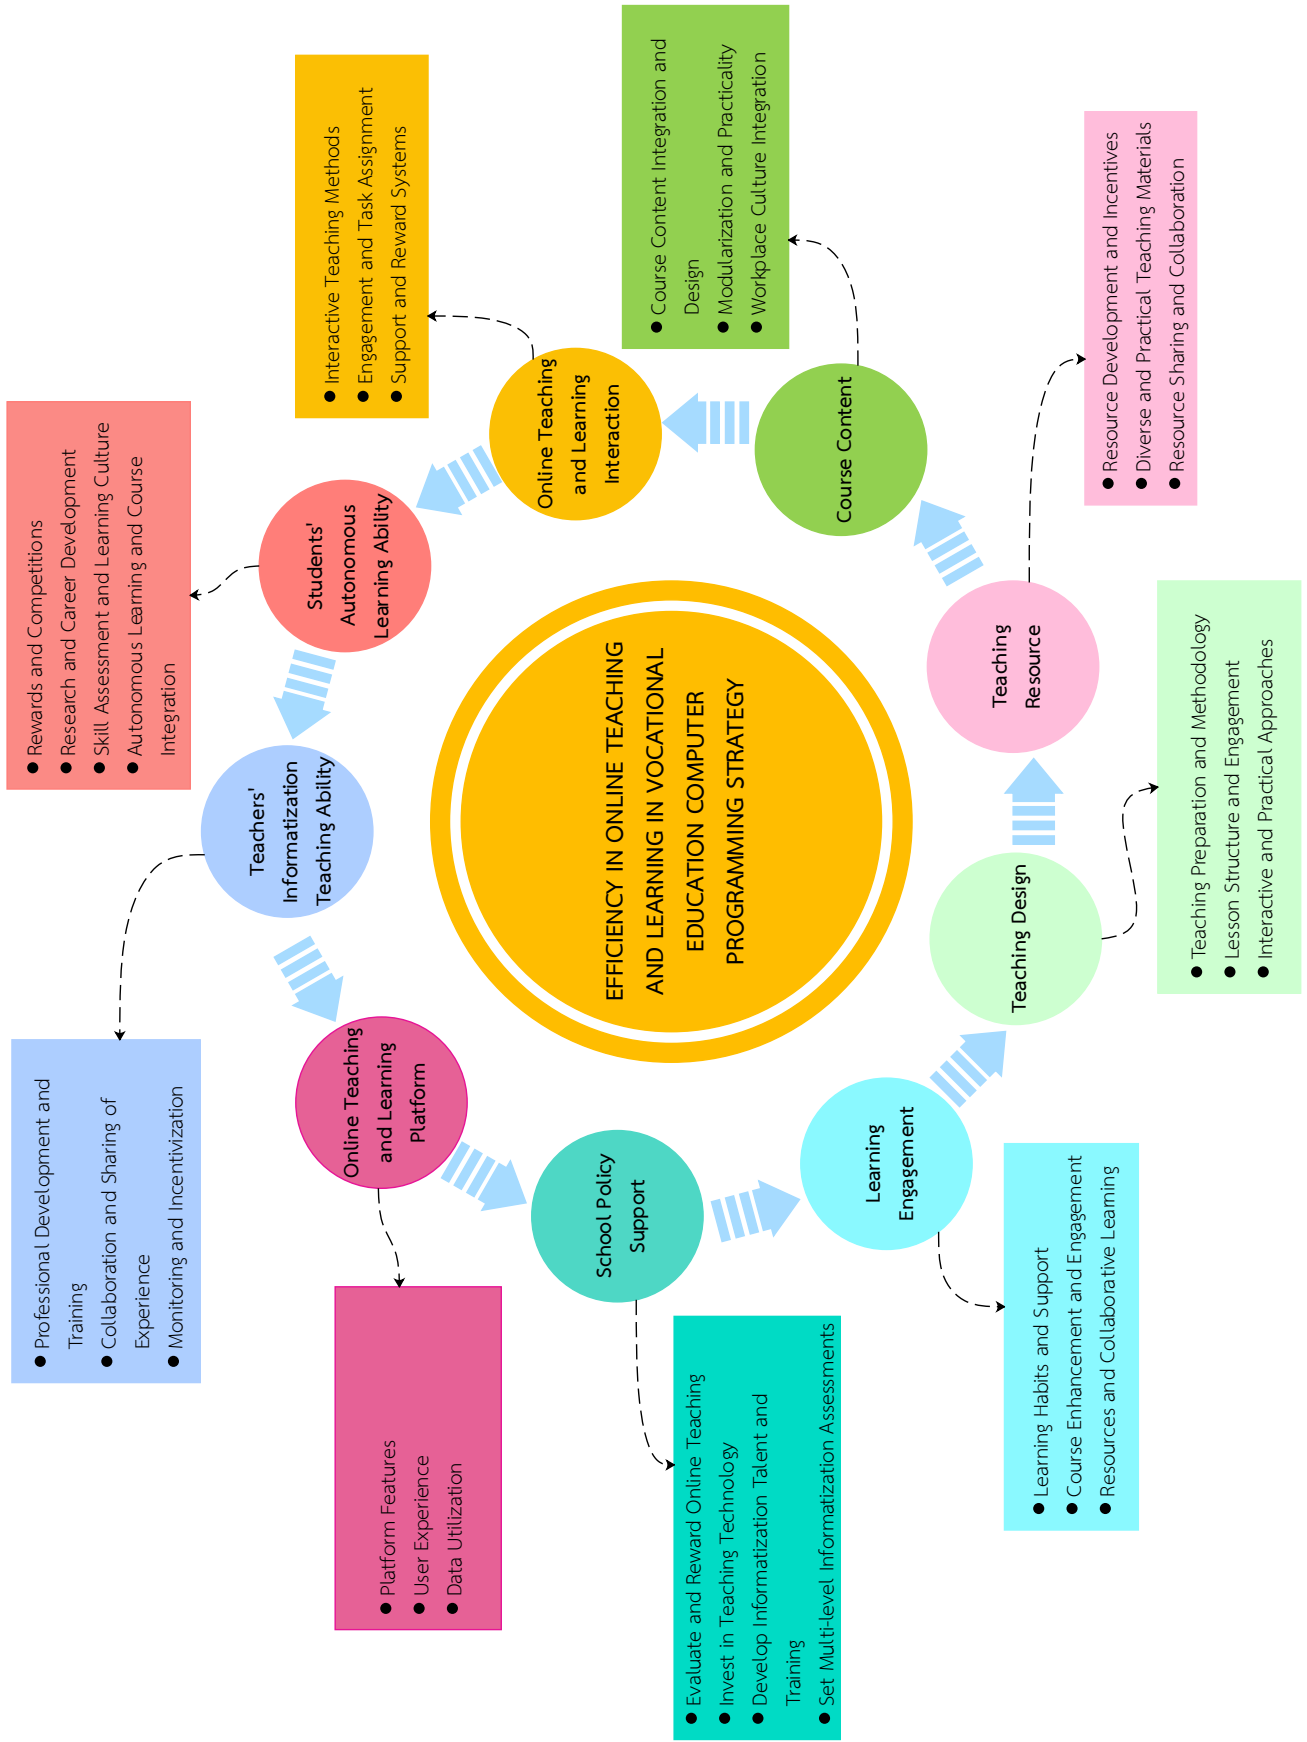 EFFICIENCY IN ONLINE TEACHING
AND LEARNING IN VOCATIONAL
EDUCATION COMPUTER
PROGRAMMING STRATEGY
Teachers'
Informatization
Teaching Ability
● Professional Development and
Training
● Collaboration and Sharing of
Experience
● Monitoring and Incentivization
Students'
Autonomous
Learning Ability
● Rewards and Competitions
● Research and Career Development
● Skill Assessment and Learning Culture
● Autonomous Learning and Course
Integration
Online Teaching
and Learning
Interaction
● Interactive Teaching Methods
● Engagement and Task Assignment
● Support and Reward Systems
Course Content
● Course Content Integration and
Design
● Modularization and Practicality
● Workplace Culture Integration
Teaching
Resource
● Resource Development and Incentives
● Diverse and Practical Teaching Materials
● Resource Sharing and Collaboration
Teaching Design
● Teaching Preparation and Methodology
● Lesson Structure and Engagement
● Interactive and Practical Approaches
Learning
Engagement
● Learning Habits and Support
● Course Enhancement and Engagement
● Resources and Collaborative Learning
School Policy
Support
● Evaluate and Reward Online Teaching
● Invest in Teaching Technology
● Develop Informatization Talent and
Training
● Set Multi-level Informatization Assessments
Online Teaching
and Learning
Platform
● Platform Features
● User Experience
● Data Utilization